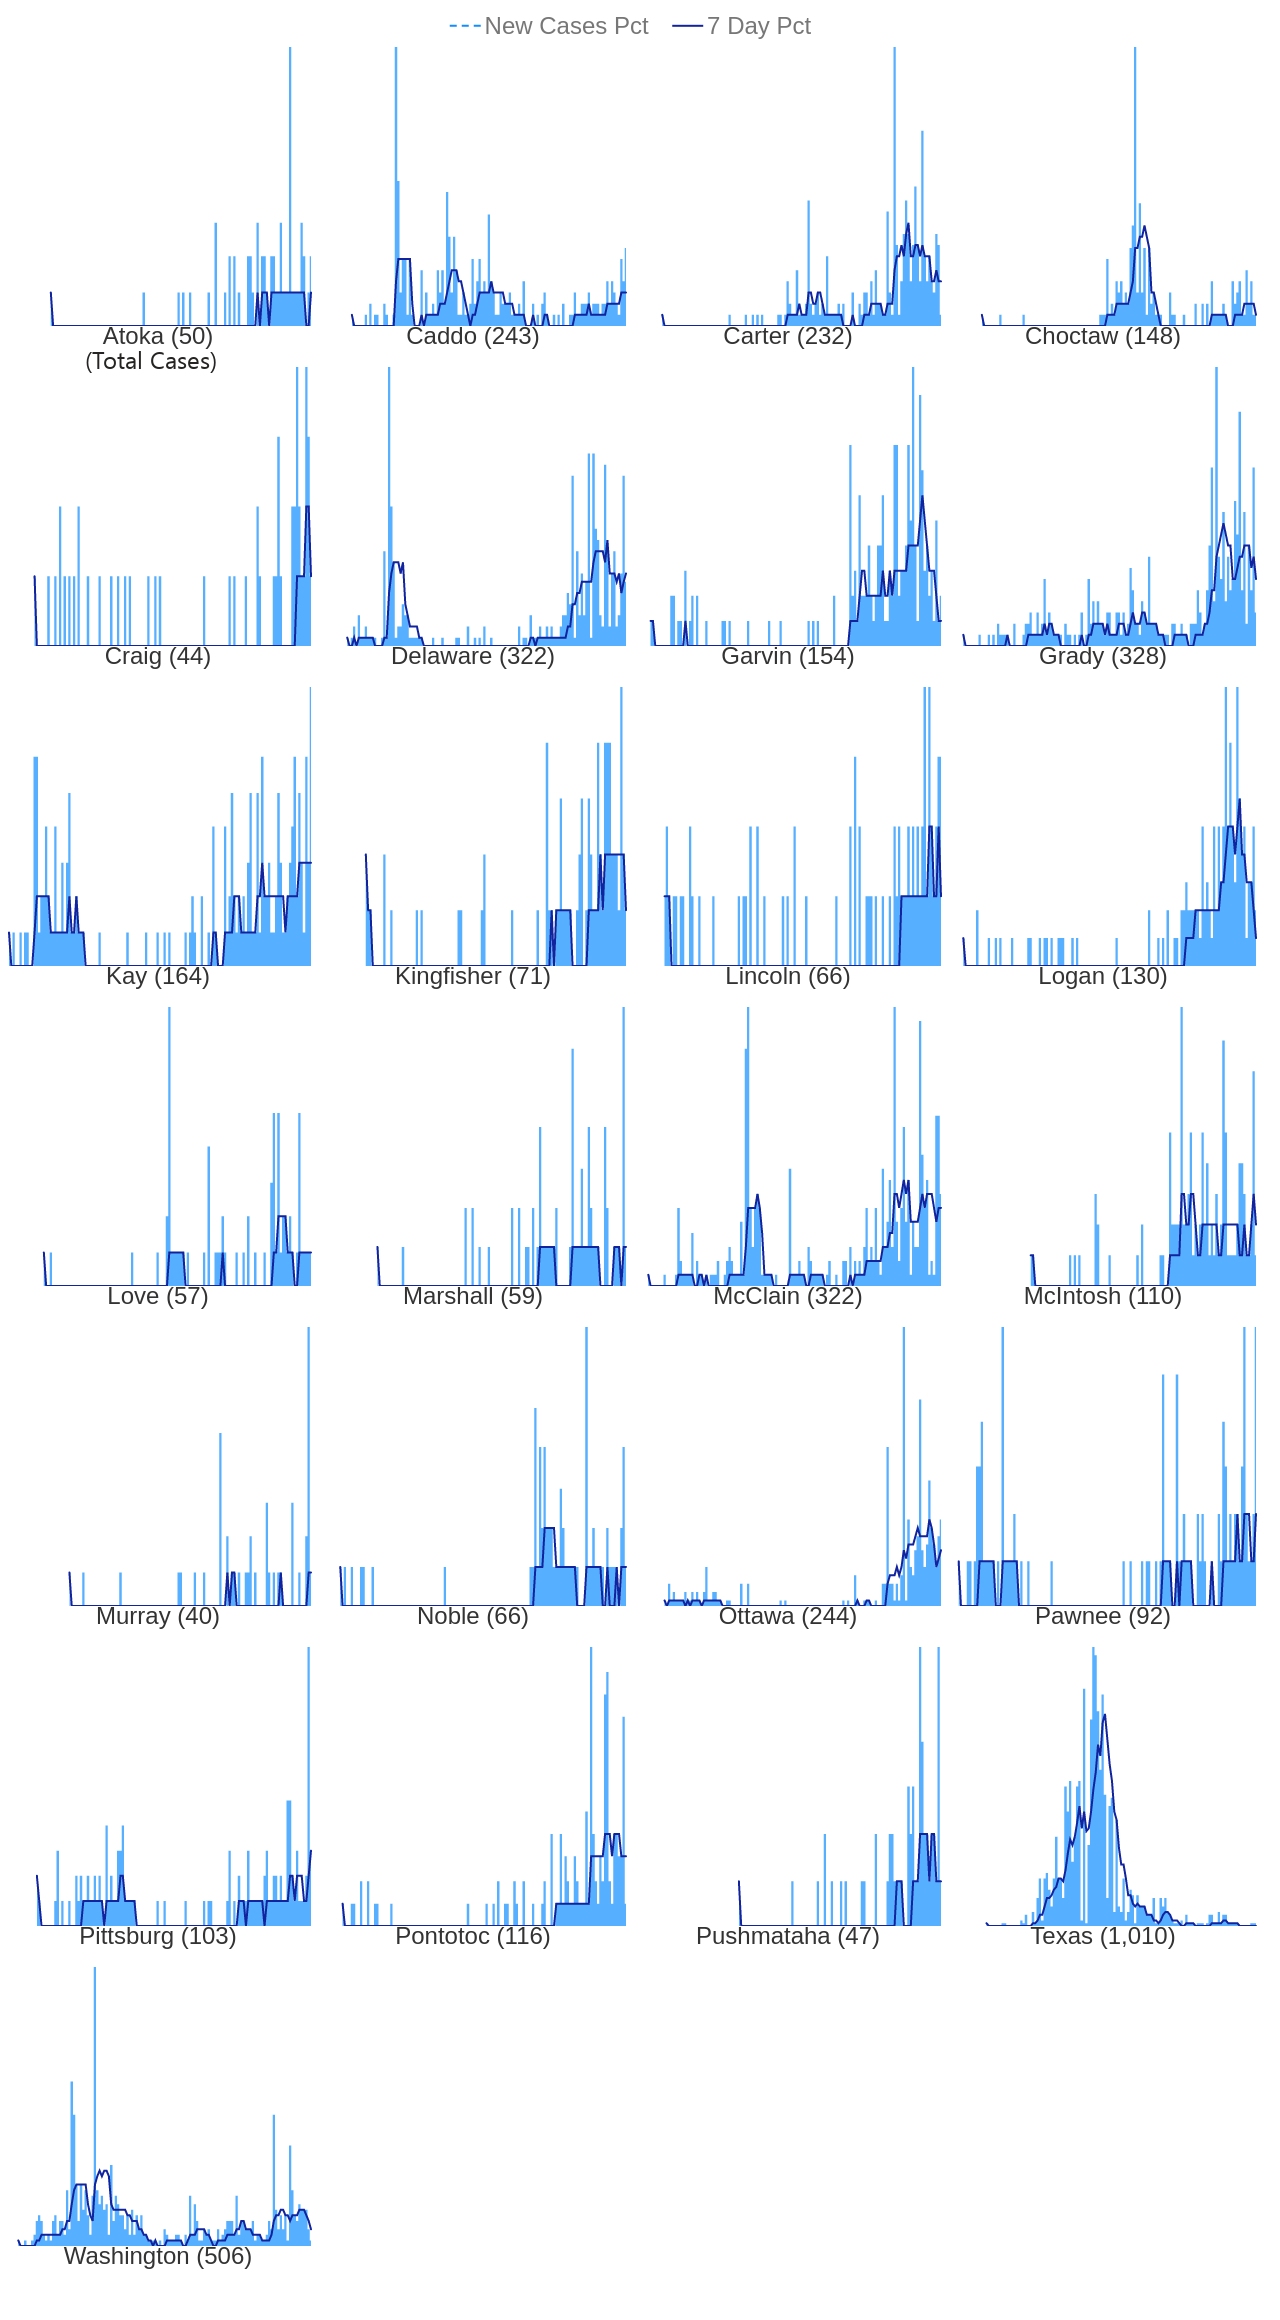 New Cases Pct 7 Day Pct
Atoka (50) Caddo (243) Carter (232) Choctaw (148)
(Total Cases)
Craig (44) Delaware (322) Garvin (154) Grady (328)
Kay (164) Kingfisher (71) Lincoln (66) Logan (130)
Love (57) Marshall (59) McClain (322) McIntosh (110)
Murray (40) Noble (66) Ottawa (244) Pawnee (92)
Pittsburg (103) Pontotoc (116) Pushmataha (47) Texas (1,010)
Washington (506)